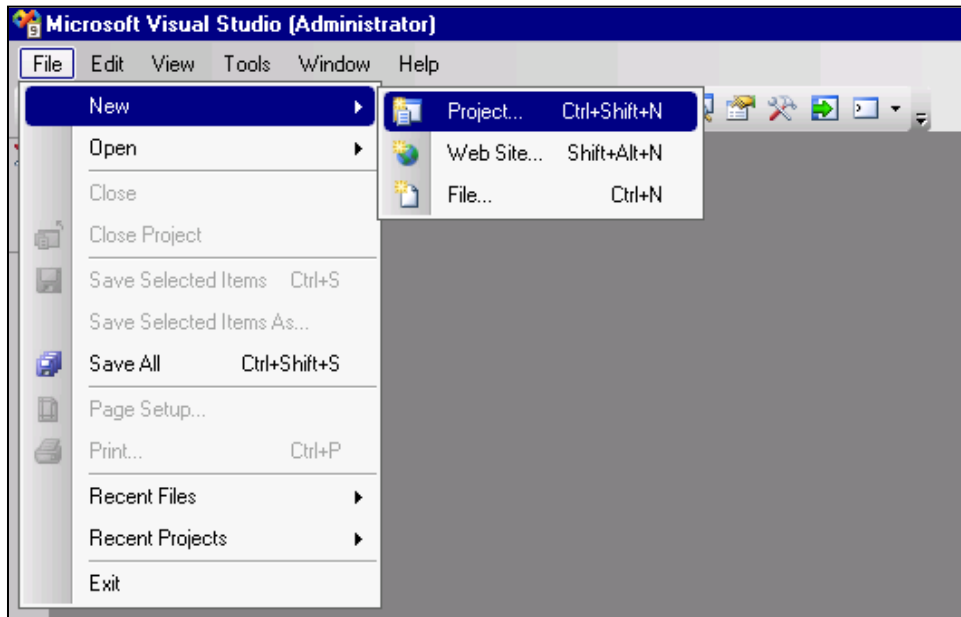 Microsoft Visual Studio (Administrator)
File Edit View Tools Window Help
New
Project... Ctrl+Shift+N
Open
Web Site... Shift+Alt+N
Close
File... Ctrl+N
Close Project
Save Selected Items Ctrl+S
Save Selected Items As...
Save All Ctrl+Shift+S
Page Setup...
Print... Ctrl+P
Recent Files
Recent Projects
Exit